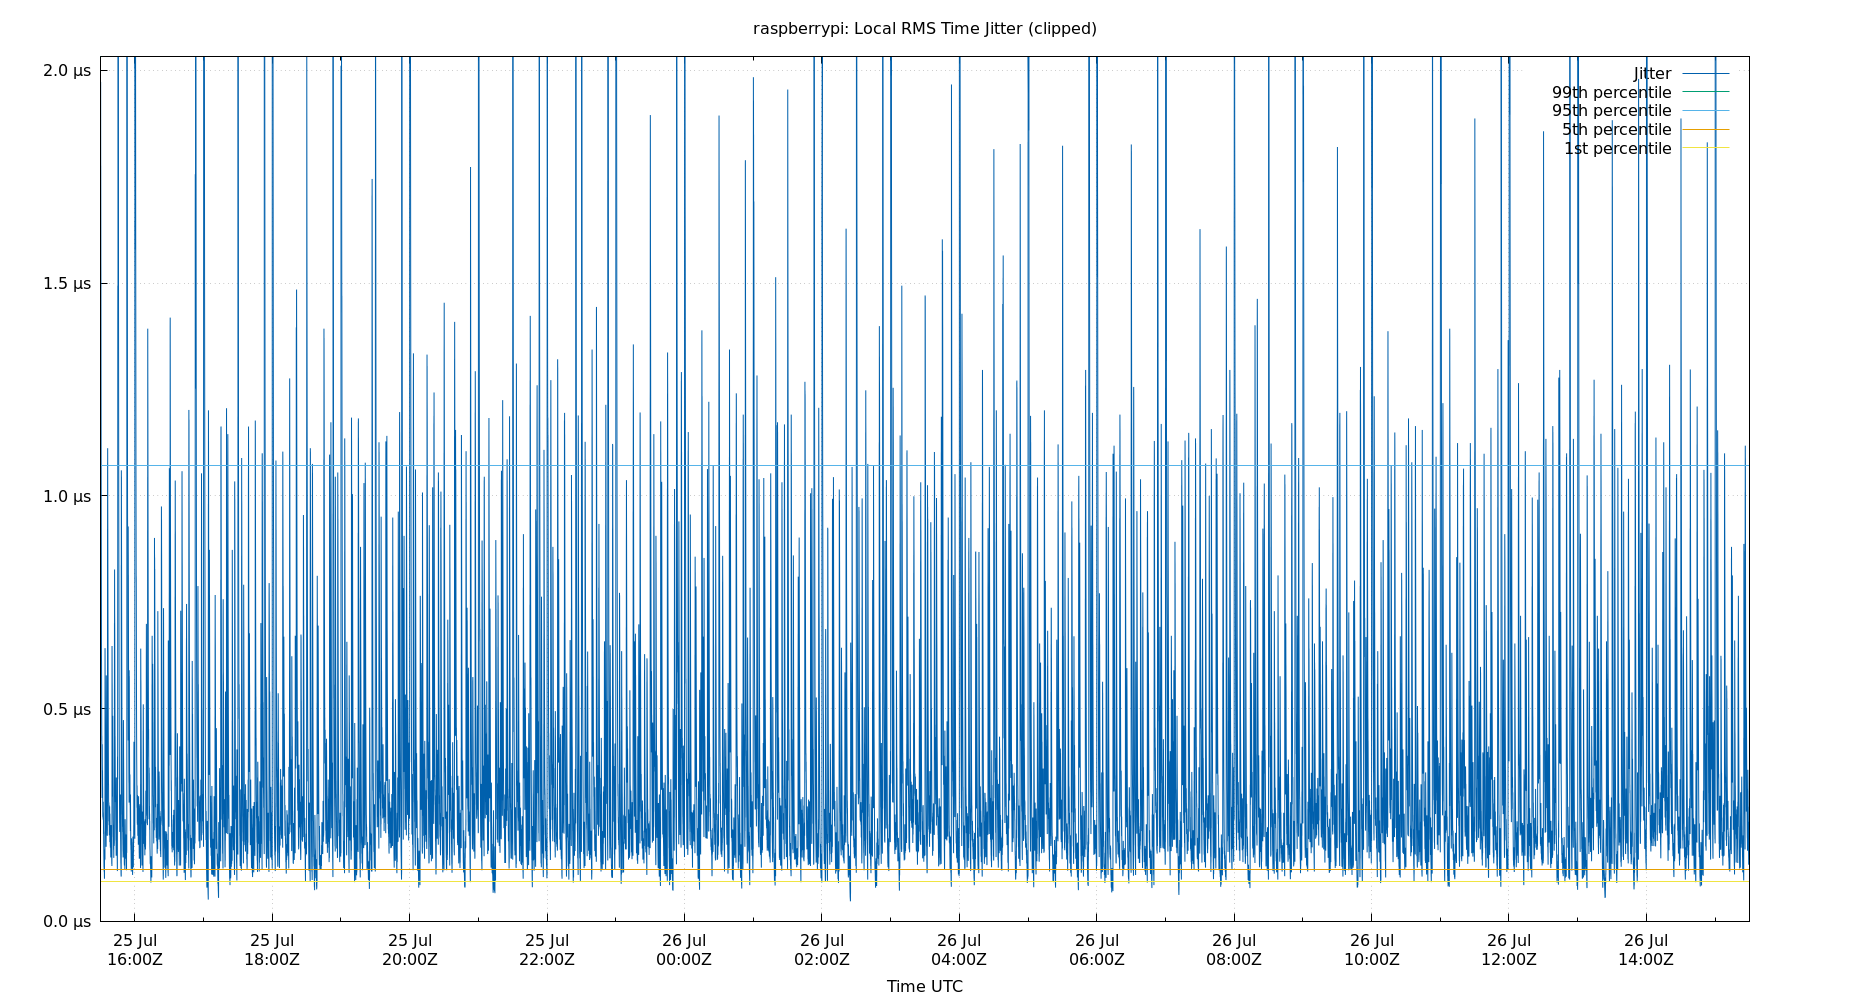 raspberrypi: Local RMS Time Jitter (clipped)
2.0 µs
1.5 µs
1.0 µs
0.5 µs
0.0 µs
Jitter
99th percentile
95th percentile
5th percentile
1st percentile
25 Jul 25 Jul 25 Jul 25 Jul 26 Jul 26 Jul 26 Jul 26 Jul 26 Jul 26 Jul 26 Jul 26 Jul
16:00Z 18:00Z 20:00Z 22:00Z 00:00Z 02:00Z 04:00Z 06:00Z 08:00Z 10:00Z 12:00Z 14:00Z
Time UTC